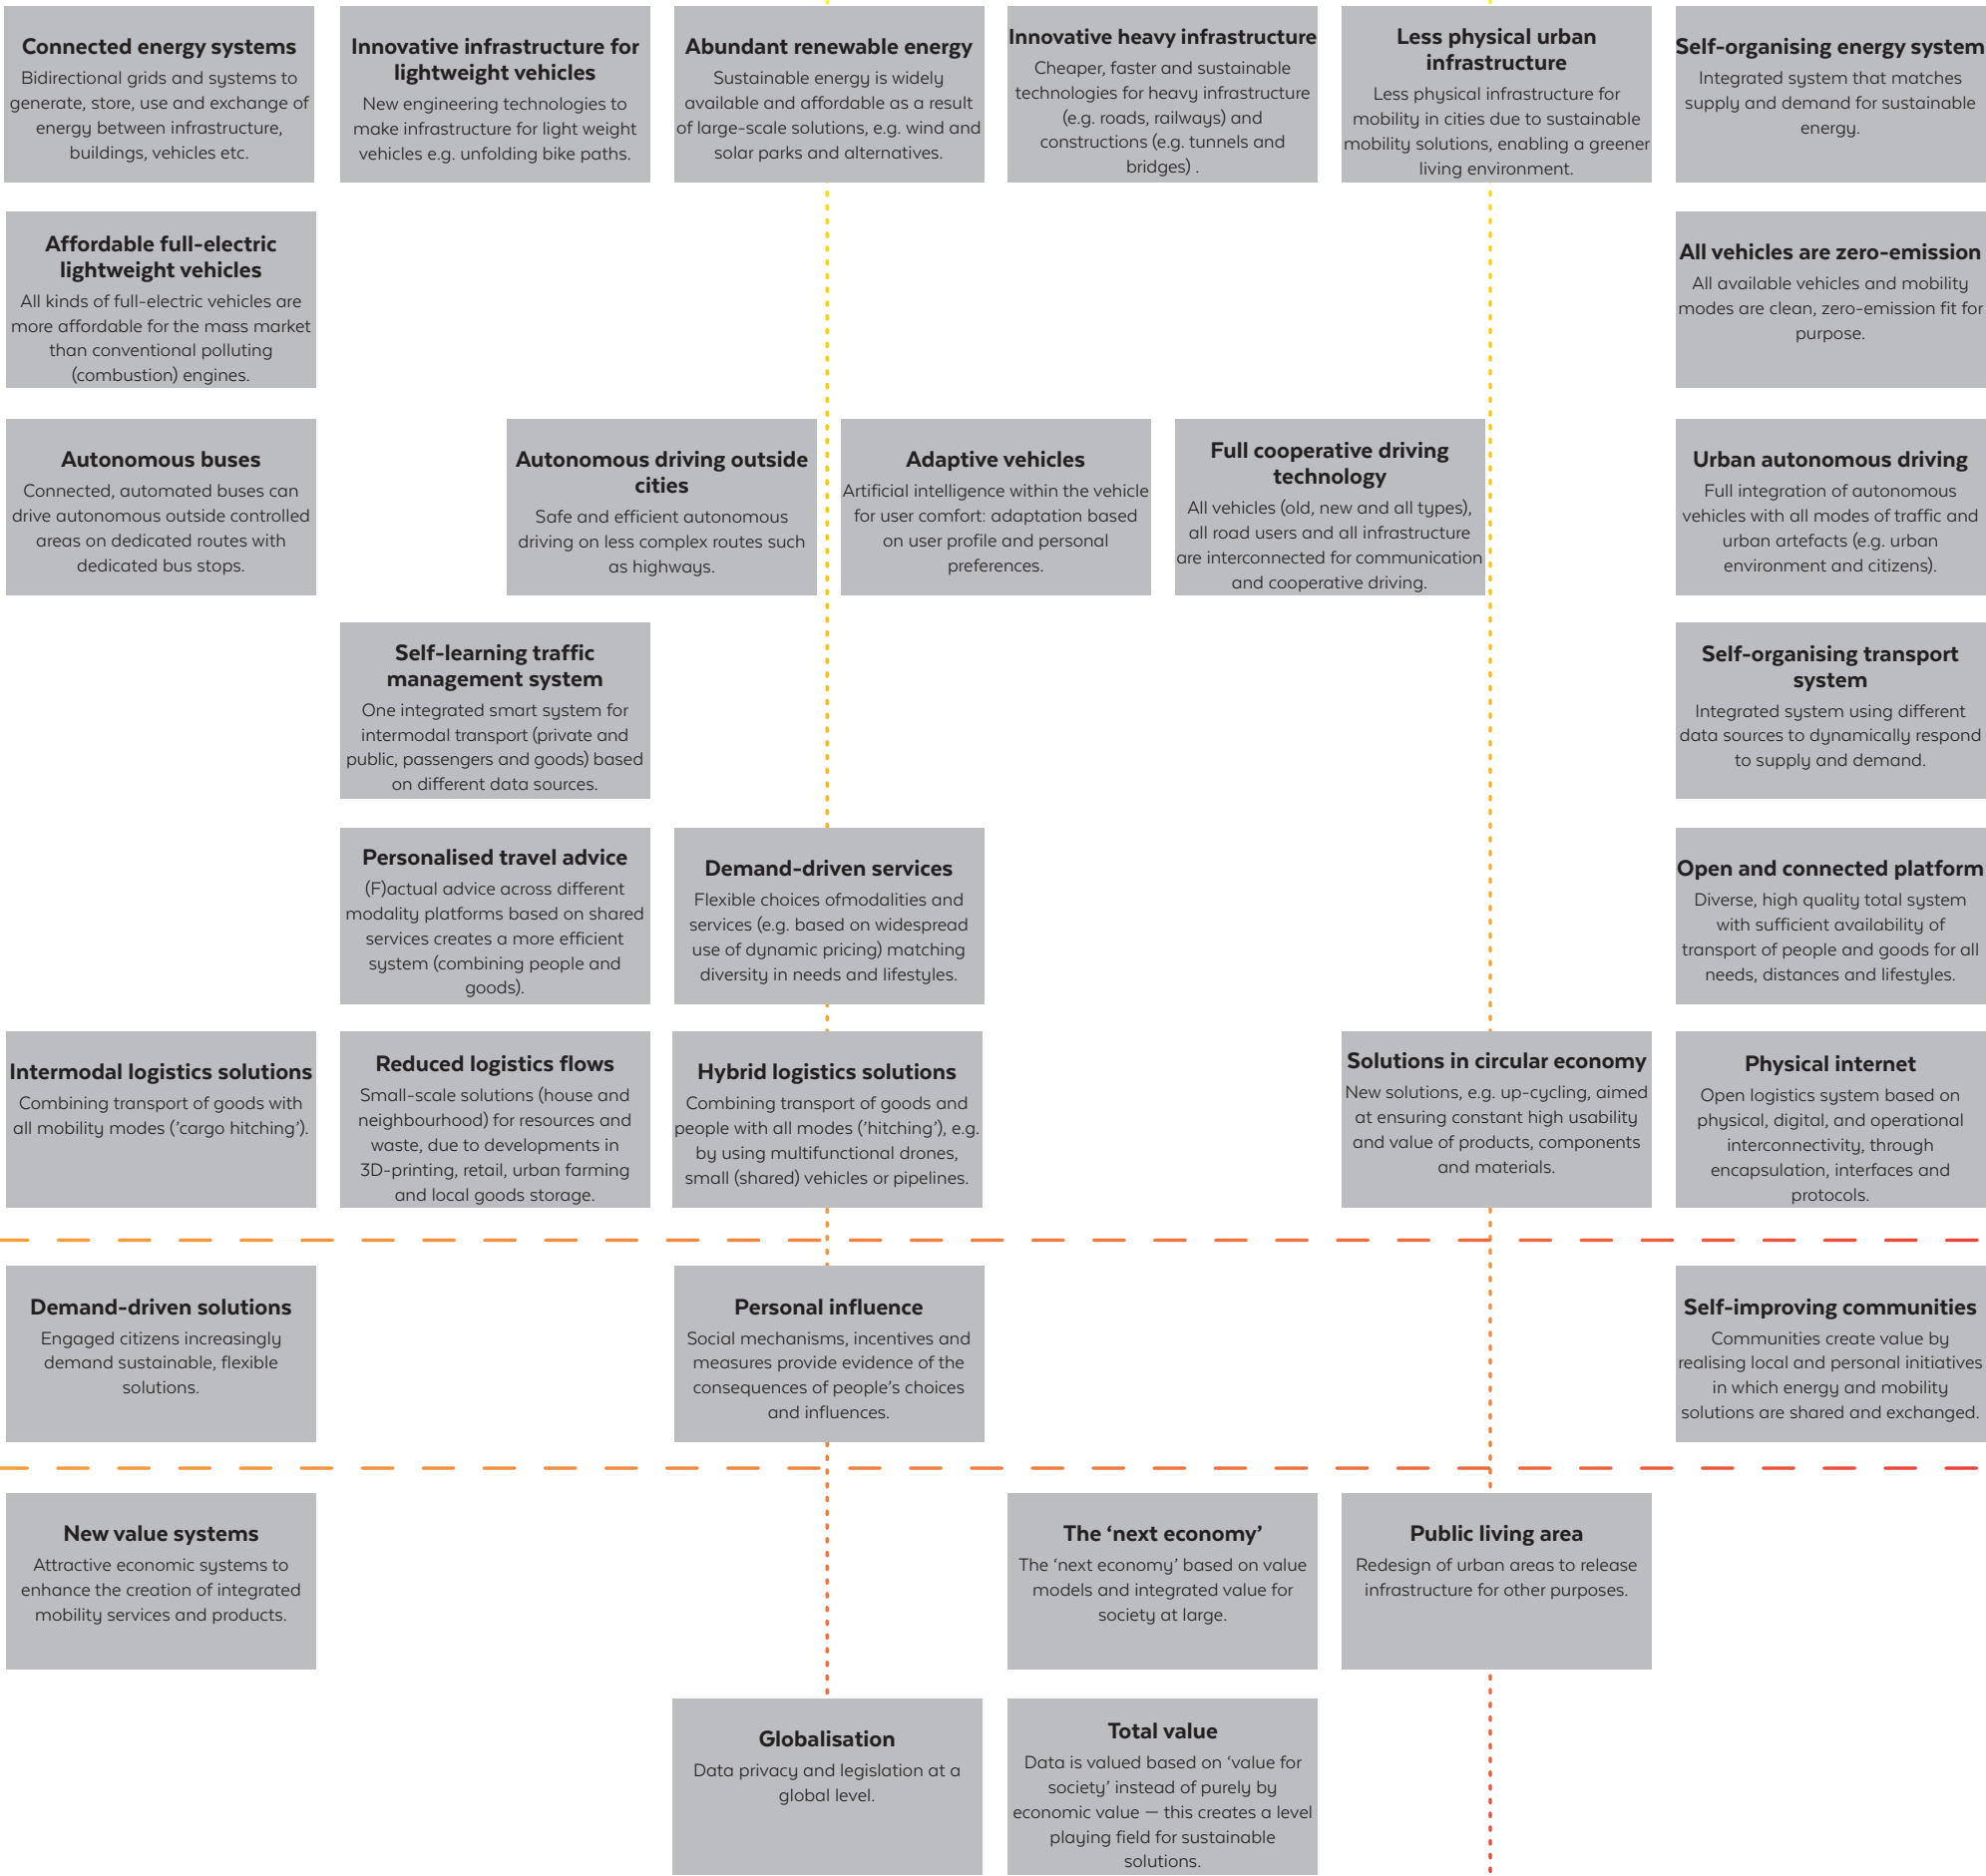 Connected energy systems
Bidirectional grids and systems to
generate, store, use and exchange of
energy between infrastructure,
buildings, vehicles etc.
Innovative infrastructure for
lightweight vehicles
New engineering technologies to
make infrastructure for light weight
vehicles e.g. unfolding bike paths.
Abundant renewable energy
Sustainable energy is widely
available and affordable as a result
of large-scale solutions, e.g. wind and
solar parks and alternatives.
Innovative heavy infrastructure
Cheaper, faster and sustainable
technologies for heavy infrastructure
(e.g. roads, railways) and
constructions (e.g. tunnels and
bridges) .
Less physical urban
infrastructure
Less physical infrastructure for
mobility in cities due to sustainable
mobility solutions, enabling a greener
living environment.
Self-organising energy system
Integrated system that matches
supply and demand for sustainable
energy.
Affordable full-electric
lightweight vehicles
All kinds of full-electric vehicles are
more affordable for the mass market
than conventional polluting
(combustion) engines.
All vehicles are zero-emission
All available vehicles and mobility
modes are clean, zero-emission fit for
purpose.
Autonomous buses
Connected, automated buses can
drive autonomous outside controlled
areas on dedicated routes with
dedicated bus stops.
Autonomous driving outside
cities
Safe and efficient autonomous
driving on less complex routes such
as highways.
Adaptive vehicles
Artificial intelligence within the vehicle
for user comfort: adaptation based
on user profile and personal
preferences.
Full cooperative driving
technology
All vehicles (old, new and all types),
all road users and all infrastructure
are interconnected for communication
and cooperative driving.
Urban autonomous driving
Full integration of autonomous
vehicles with all modes of traffic and
urban artefacts (e.g. urban
environment and citizens).
Self-learning traffic
management system
One integrated smart system for
intermodal transport (private and
public, passengers and goods) based
on different data sources.
Self-organising transport
system
Integrated system using different
data sources to dynamically respond
to supply and demand.
Personalised travel advice
(F)actual advice across different
modality platforms based on shared
services creates a more efficient
system (combining people and
goods).
Demand-driven services
Flexible choices ofmodalities and
services (e.g. based on widespread
use of dynamic pricing) matching
diversity in needs and lifestyles.
Open and connected platform
Diverse, high quality total system
with sufficient availability of
transport of people and goods for all
needs, distances and lifestyles.
Intermodal logistics solutions
Combining transport of goods with
all mobility modes (’cargo hitching’).
Reduced logistics flows
Small-scale solutions (house and
neighbourhood) for resources and
waste, due to developments in
3D-printing, retail, urban farming
and local goods storage.
Hybrid logistics solutions
Combining transport of goods and
people with all modes (’hitching’), e.g.
by using multifunctional drones,
small (shared) vehicles or pipelines.
Solutions in circular economy
New solutions, e.g. up-cycling, aimed
at ensuring constant high usability
and value of products, components
and materials.
Physical internet
Open logistics system based on
physical, digital, and operational
interconnectivity, through
encapsulation, interfaces and
protocols.
Demand-driven solutions
Engaged citizens increasingly
demand sustainable, flexible
solutions.
Personal influence
Social mechanisms, incentives and
measures provide evidence of the
consequences of people’s choices
and influences.
Self-improving communities
Communities create value by
realising local and personal initiatives
in which energy and mobility
solutions are shared and exchanged.
New value systems
Attractive economic systems to
enhance the creation of integrated
mobility services and products.
The ‘next economy’
The ‘next economy’ based on value
models and integrated value for
society at large.
Public living area
Redesign of urban areas to release
infrastructure for other purposes.
Globalisation
Data privacy and legislation at a
global level.
Total value
Data is valued based on ‘value for
society’ instead of purely by
economic value — this creates a level
playing field for sustainable
solutions.